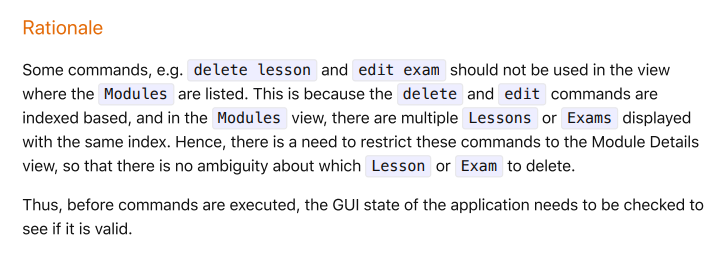 Rationale
Some commands, e.g. delete lesson and edit exam should not be used in the view
where the Modules are listed. This is because the delete and edit commands are
indexed based, and in the Modules view, there are multiple Lessons or Exams displayed
with the same index. Hence, there is a need to restrict these commands to the Module Details
view, so that there is no ambiguity about which Lesson or Exam to delete.
Thus, before commands are executed, the GUI state of the application needs to be checked to
see if it is valid.